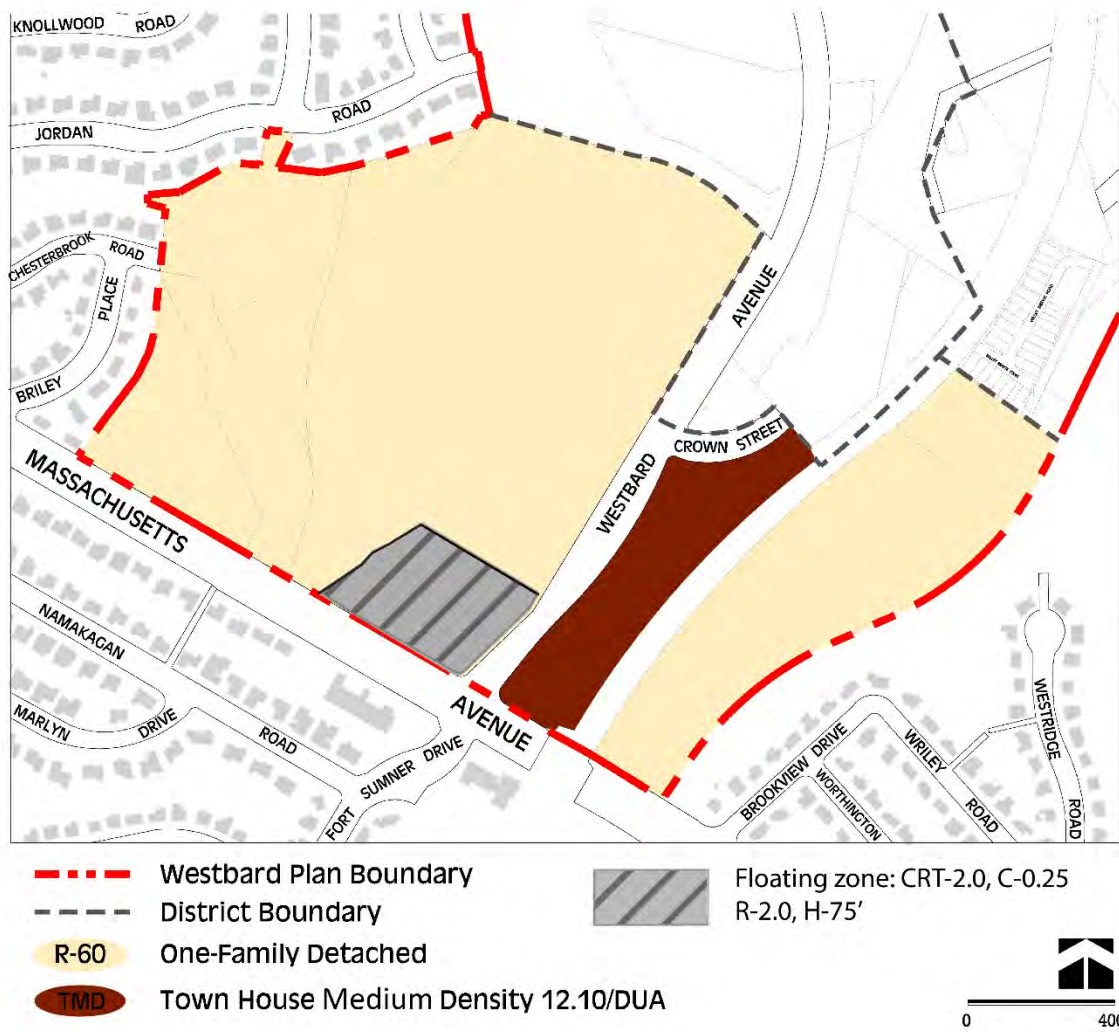 KNOLLWOOD ROAD
JORDAN ROAD
CHESTERBROOK ROAD
PLACE
BRILEY
AVENUE
WESTBARD
CROWN STREET
MASSACHUSETTS
AVENUE
NAMAKAGAN
ROAD
MARLYN DRIVE
FORT SUMNER DRIVE
BROOKVIEW DRIVE
WORTHINGTON
WRILEY ROAD
WESTRIDGE ROAD
Westbard Plan Boundary
District Boundary
R-60 One-Family Detached
TMD Town House Medium Density 12.10/DUA
Floating zone: CRT-2.0, C-0.25
R-2.0, H-75'
0 400